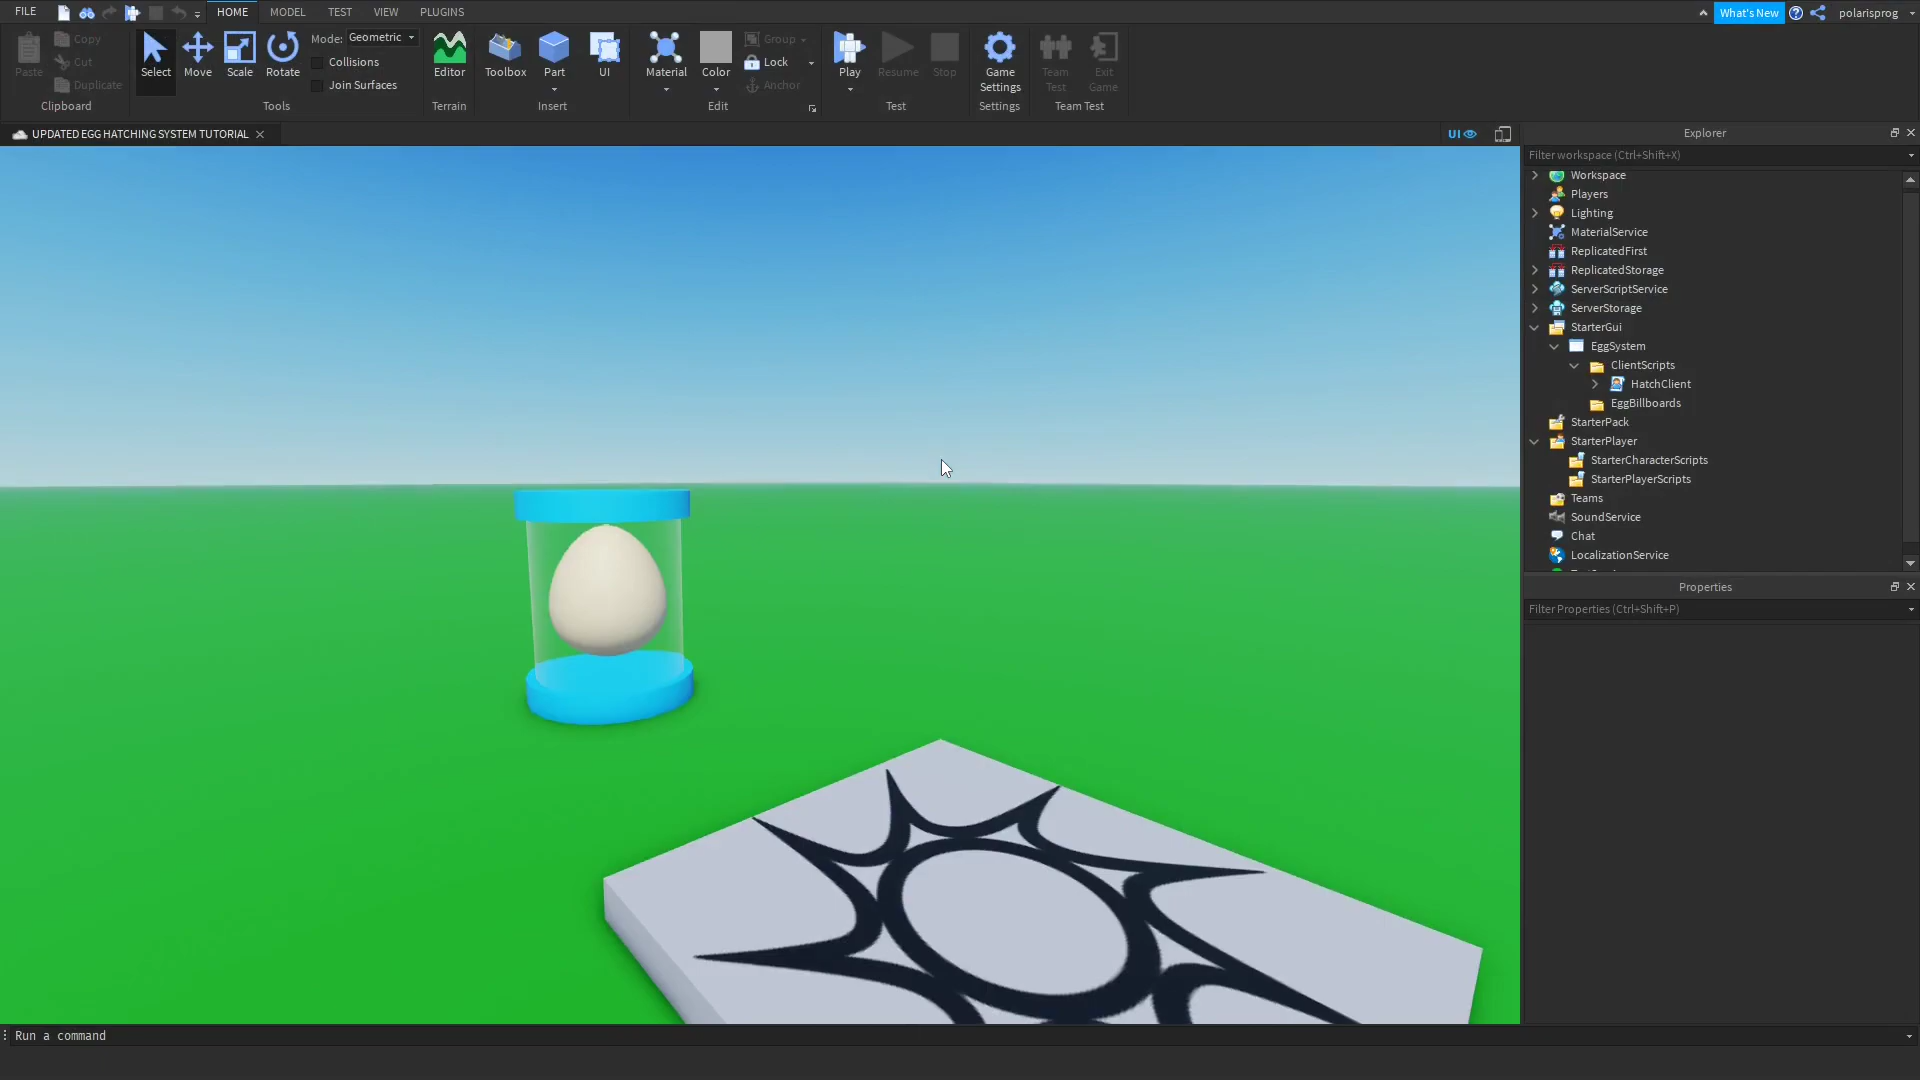 FILE
HOME
MODEL
TEST
VIEW
PLUGINS
What's New
polarisprog
Paste
Copy
Cut
Duplicate
Clipboard
Select
Move
Scale
Rotate
Mode: Geometric
Collisions
Join Surfaces
Tools
Editor
Terrain
Toolbox
Part
UI
Insert
Material
Color
Group
Lock
Anchor
Edit
Play
Resume
Stop
Test
Game
Settings
Settings
Team
Test
Exit
Game
Team Test
UPDATED EGG HATCHING SYSTEM TUTORIAL
UI
Explorer
Filter workspace (Ctrl+Shift+X)
Workspace
Players
Lighting
MaterialService
ReplicatedFirst
ReplicatedStorage
ServerScriptService
ServerStorage
StarterGui
EggSystem
ClientScripts
HatchClient
EggBillboards
StarterPack
StarterPlayer
StarterCharacterScripts
StarterPlayerScripts
Teams
SoundService
Chat
LocalizationService
Properties
Filter Properties (Ctrl+Shift+P)
Run a command